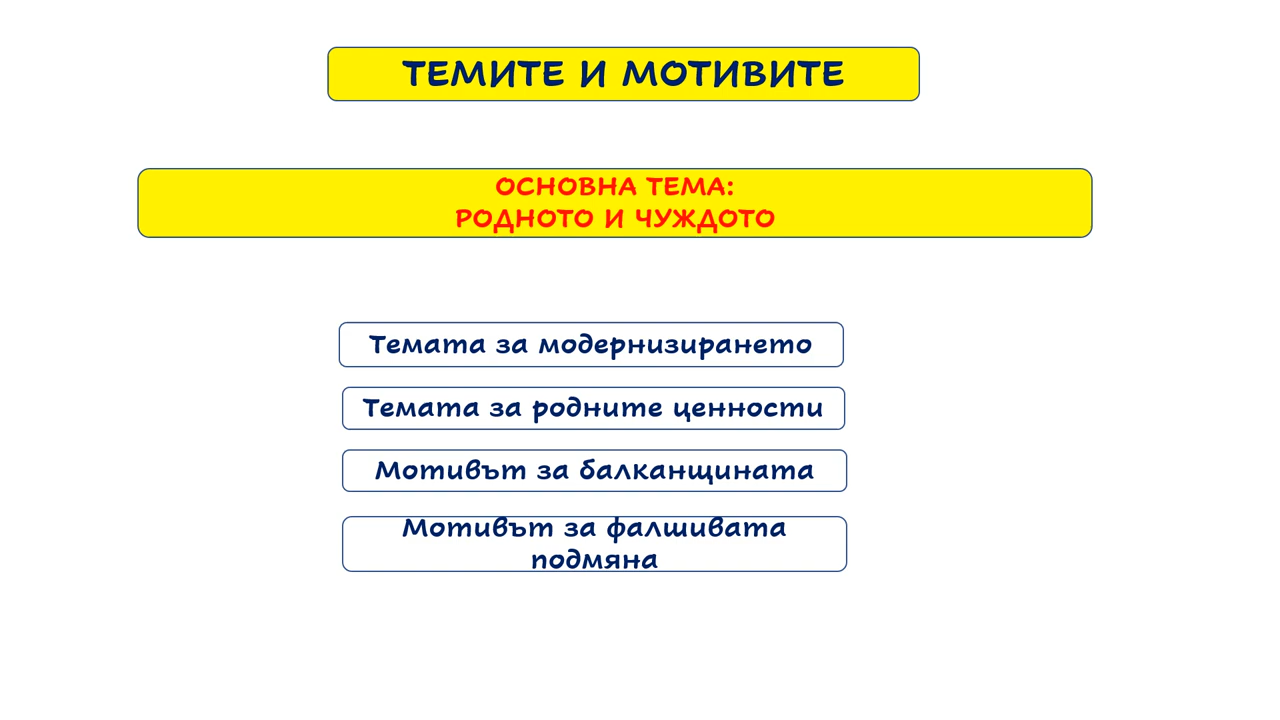 ТЕМИТЕ И МОТИВИТЕ
ОСНОВНА ТЕМА:
РОДНОТО И ЧУЖДОТО
Темата за модернизирането
Темата за родните ценности
Мотивът за балканщината
Мотивът за фалшивата
подмяна